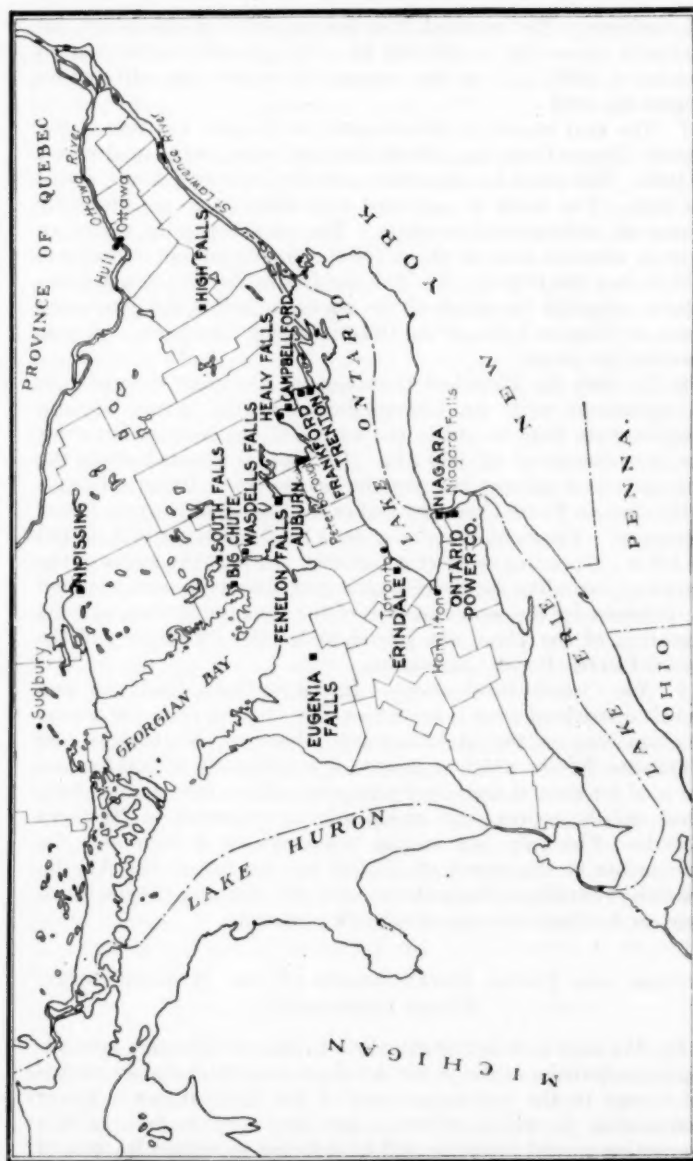 PROVINCE OF QUEBEC
Ottawa River
Hull
Ottawa
St Lawrence River
Sudbury
NIPISSING
HIGH FALLS
GEORGIAN BAY
SOUTH FALLS
BIG CHUTE
WASDELLS FALLS
HEALY FALLS
CAMPBELLFORD
FENELON FALLS
AUBURN
FRANKFORD
TRENTON
EUGENIA
FALLS
Toronto
ERINDALE
LAKE ONTARIO
Hamilton
NIAGARA
Niagara Falls
ONTARIO
POWER CO.
NEW YORK
LAKE HURON
LAKE ERIE
PENNA
OHIO
MICHIGN